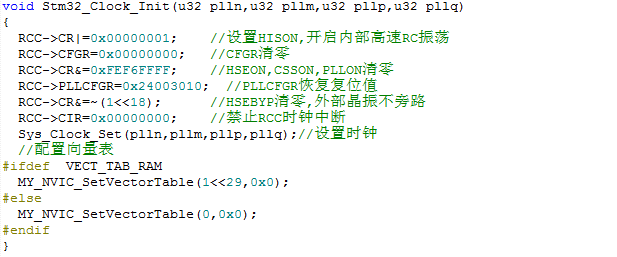 void Stm32_Clock_Init(u32 plln,u32 pllm,u32 pllp,u32 pllq)
{
  RCC->CR|=0x00000001;    //设置HISON,开启内部高速RC振荡
  RCC->CFGR=0x00000000;   //CFGR清零
  RCC->CR&=0xFEF6FFFF;    //HSEON,CSSON,PLLON清零
  RCC->PLLCFGR=0x24003010;  //PLLCFGR恢复复位值
  RCC->CR&=~(1<<18);      //HSEBYP清零,外部晶振不旁路
  RCC->CIR=0x00000000;    //禁止RCC时钟中断
  Sys_Clock_Set(plln,pllm,pllp,pllq);//设置时钟
  //配置向量表
#ifdef  VECT_TAB_RAM
  MY_NVIC_SetVectorTable(1<<29,0x0);
#else
  MY_NVIC_SetVectorTable(0,0x0);
#endif
}